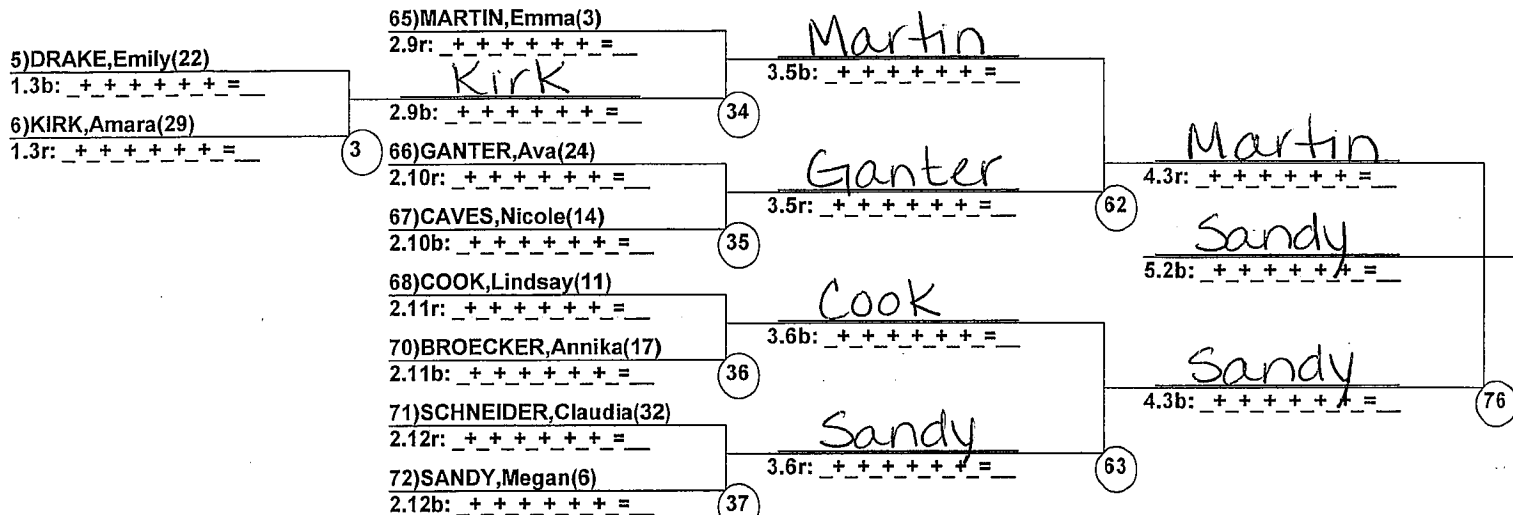 5)DRAKE,Emily(22)
1.3b: _+_+_+_+_+_=__
6)KIRK,Amara(29)
1.3r: _+_+_+_+_+_=__
3
65)MARTIN,Emma(3)
2.9r: _+_+_+_+_+_=__
Kirk
2.9b: _+_+_+_+_+_=__
34
66)GANTER,Ava(24)
2.10r: _+_+_+_+_+_=__
67)CAVES,Nicole(14)
2.10b: _+_+_+_+_+_=__
35
68)COOK,Lindsay(11)
2.11r: _+_+_+_+_+_=__
70)BROECKER,Annika(17)
2.11b: _+_+_+_+_+_=__
36
71)SCHNEIDER,Claudia(32)
2.12r: _+_+_+_+_+_=__
72)SANDY,Megan(6)
2.12b: _+_+_+_+_+_=__
37
Martin
3.5b: _+_+_+_+_+_=__
Ganter
3.5r: _+_+_+_+_+_=__
62
Cook
3.6b: _+_+_+_+_+_=__
Sandy
3.6r: _+_+_+_+_+_=__
63
Martin
4.3r: _+_+_+_+_+_=__
Sandy
5.2b: _+_+_+_+_+_=__
Sandy
4.3b: _+_+_+_+_+_=__
76